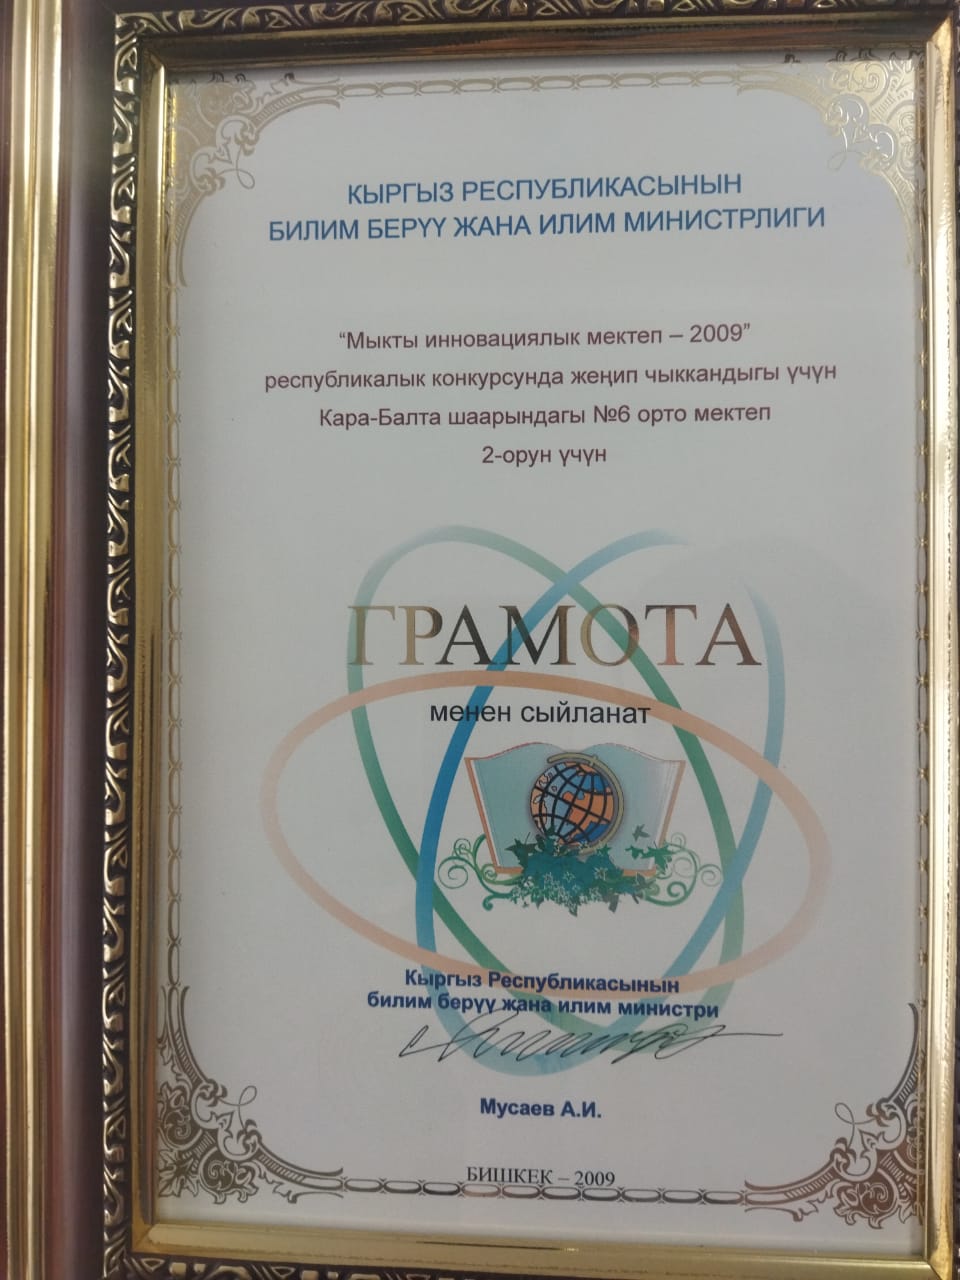 КЫРГЫЗ РЕСПУБЛИКАСЫНЫН
БИЛИМ БЕРҮҮ ЖАНА ИЛИМ МИНИСТРЛИГИ
“Мыкты инновациялык мектеп – 2009”
республикалык конкурсунда жеңип чыккандыгы үчүн
Кара-Балта шаарындагы №6 орто мектеп
2-орун үчүн
ГРАМОТА
менен сыйланат
Кыргыз Республикасынын
билим берүү жана илим министри
Мусаев А.И.
БИШКЕК – 2009